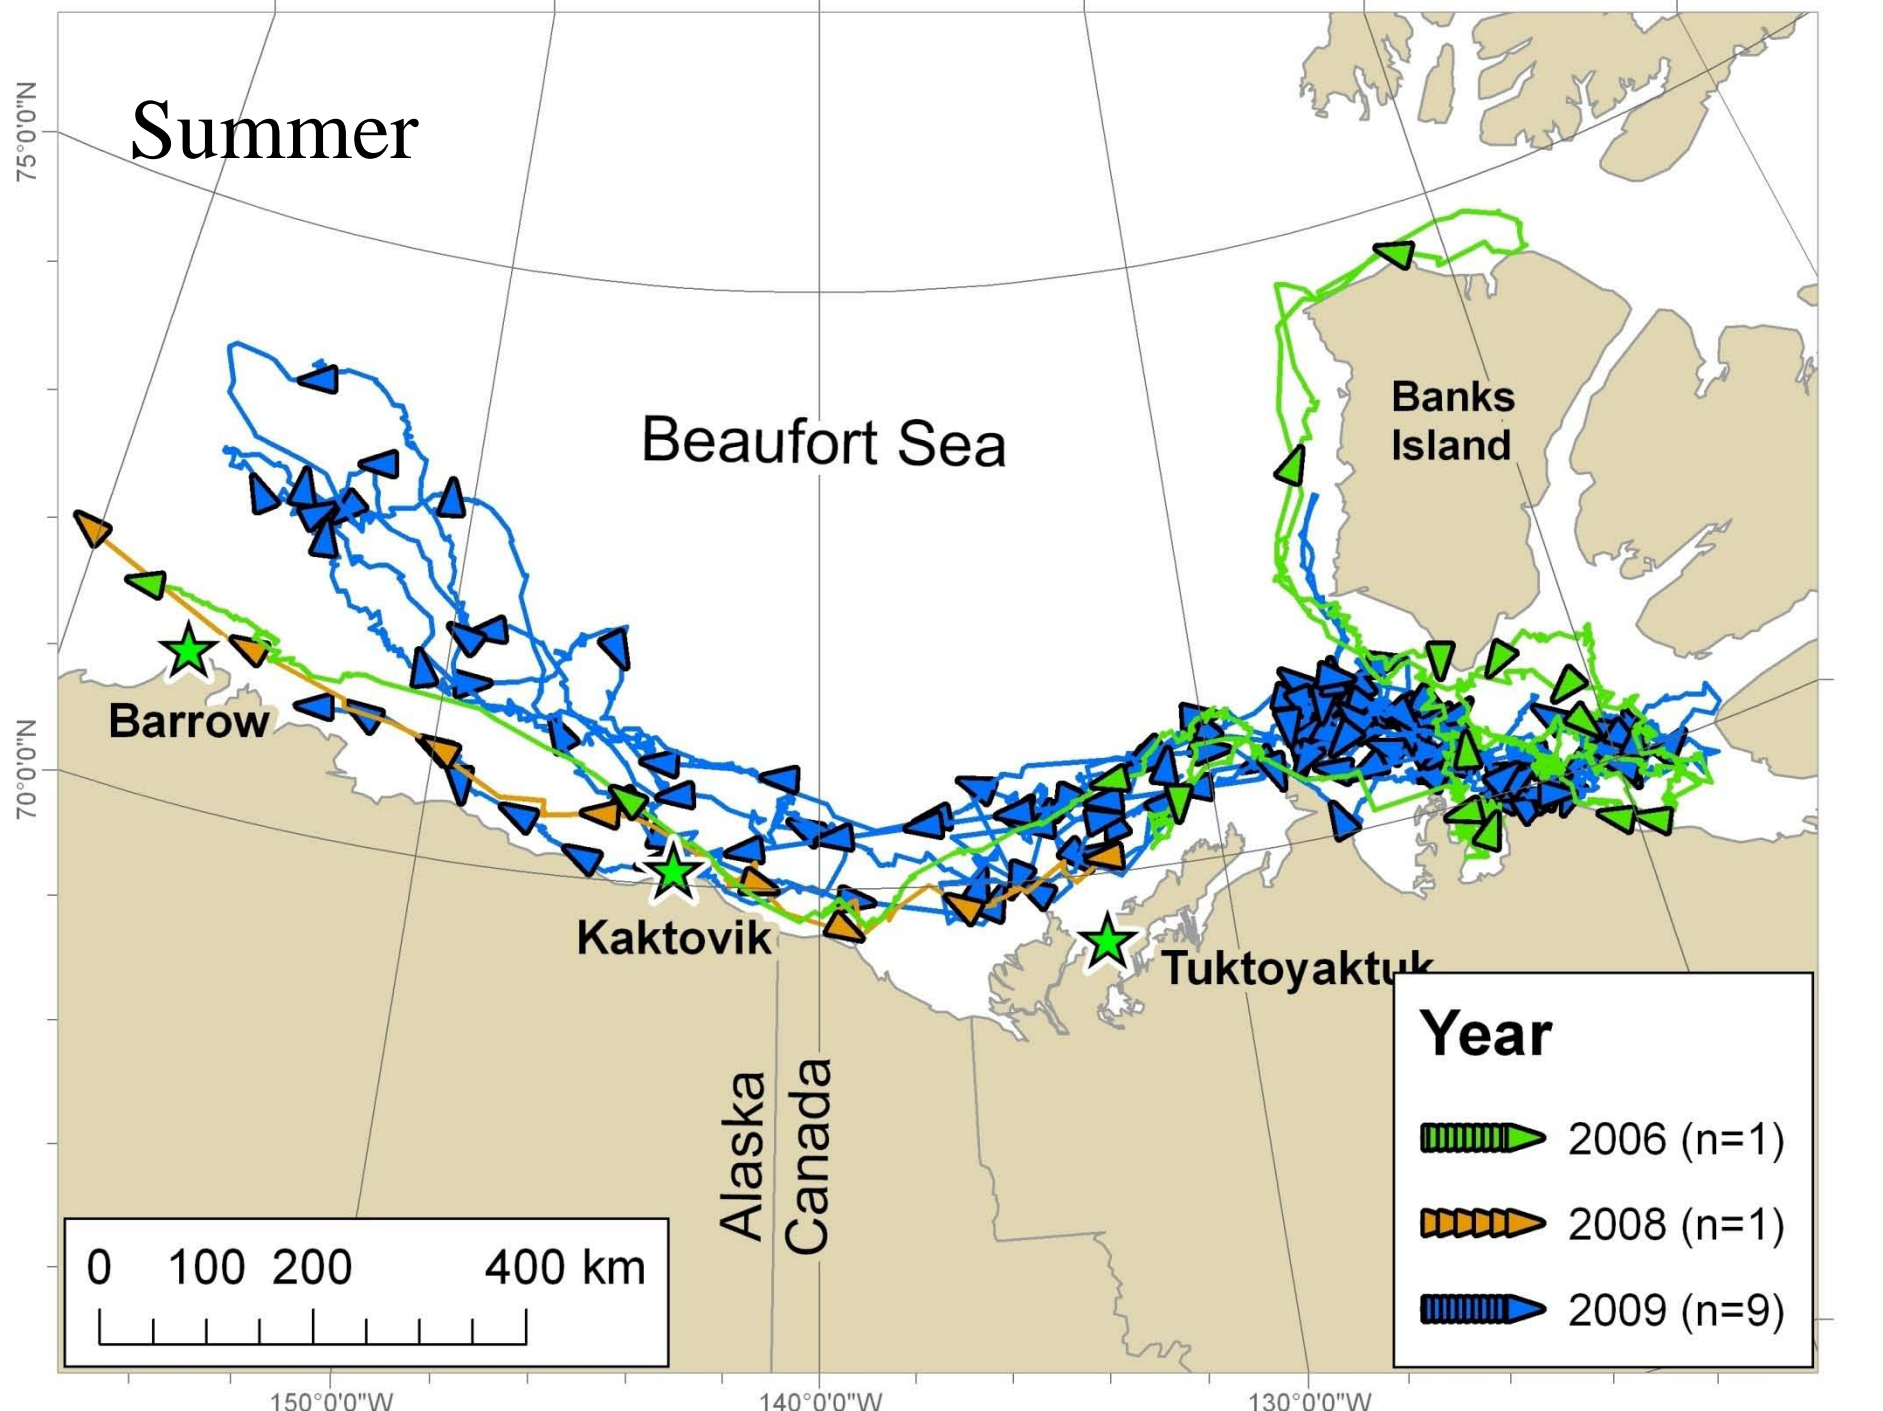 Summer
75°0'0"N
Beaufort Sea
Banks
Island
Barrow
70°0'0"N
Kaktovik
Tuktoyaktuk
Alaska
Canada
Year
2006 (n=1)
2008 (n=1)
2009 (n=9)
0 100 200 400 km
150°0'0"W 140°0'0"W 130°0'0"W